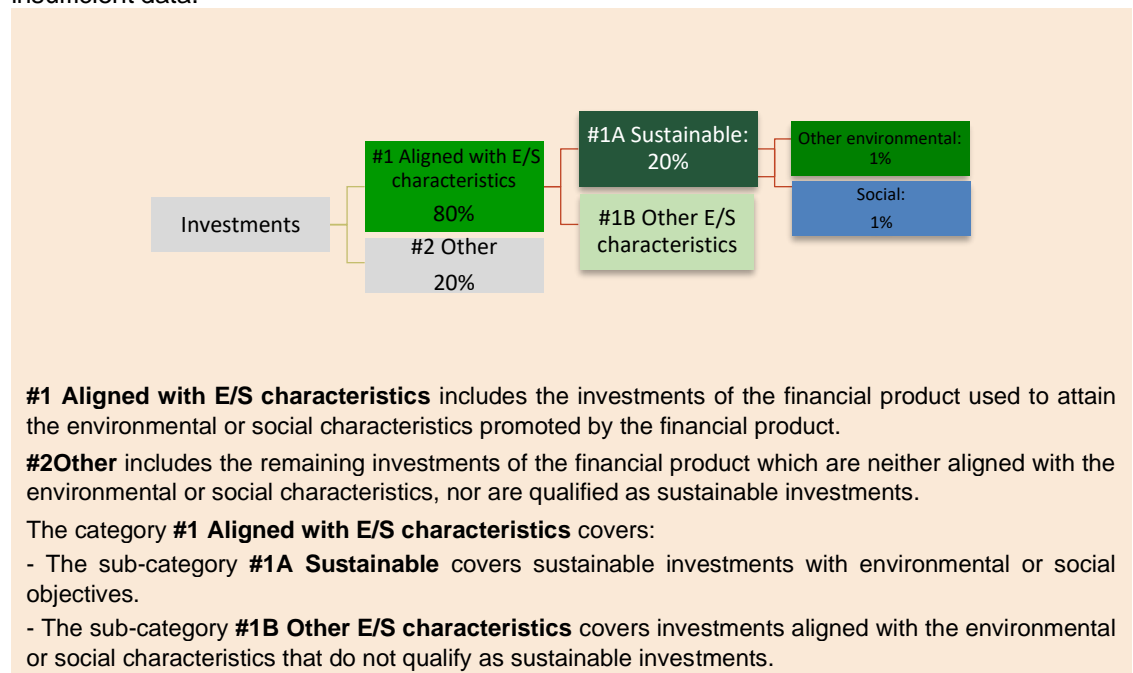 insufficient data.
#1A Sustainable:
20%
Other environmental:
1%
#1 Aligned with E/S
characteristics
80%
Social:
1%
Investments
#1B Other E/S
characteristics
#2 Other
20%
#1 Aligned with E/S characteristics includes the investments of the financial product used to attain
the environmental or social characteristics promoted by the financial product.
#2Other includes the remaining investments of the financial product which are neither aligned with the
environmental or social characteristics, nor are qualified as sustainable investments.
The category #1 Aligned with E/S characteristics covers:
- The sub-category #1A Sustainable covers sustainable investments with environmental or social
objectives.
- The sub-category #1B Other E/S characteristics covers investments aligned with the environmental
or social characteristics that do not qualify as sustainable investments.